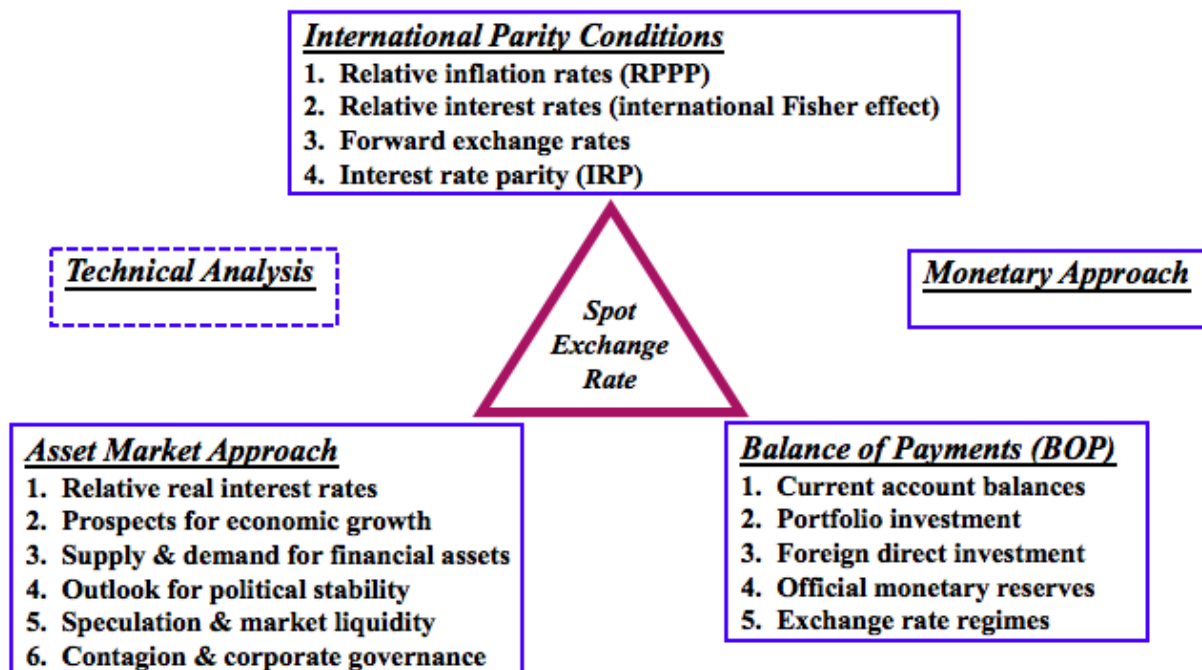 International Parity Conditions
1. Relative inflation rates (RPPP)
2. Relative interest rates (international Fisher effect)
3. Forward exchange rates
4. Interest rate parity (IRP)
Technical Analysis
Monetary Approach
Spot
Exchange
Rate
Asset Market Approach
1. Relative real interest rates
2. Prospects for economic growth
3. Supply & demand for financial assets
4. Outlook for political stability
5. Speculation & market liquidity
6. Contagion & corporate governance
Balance of Payments (BOP)
1. Current account balances
2. Portfolio investment
3. Foreign direct investment
4. Official monetary reserves
5. Exchange rate regimes